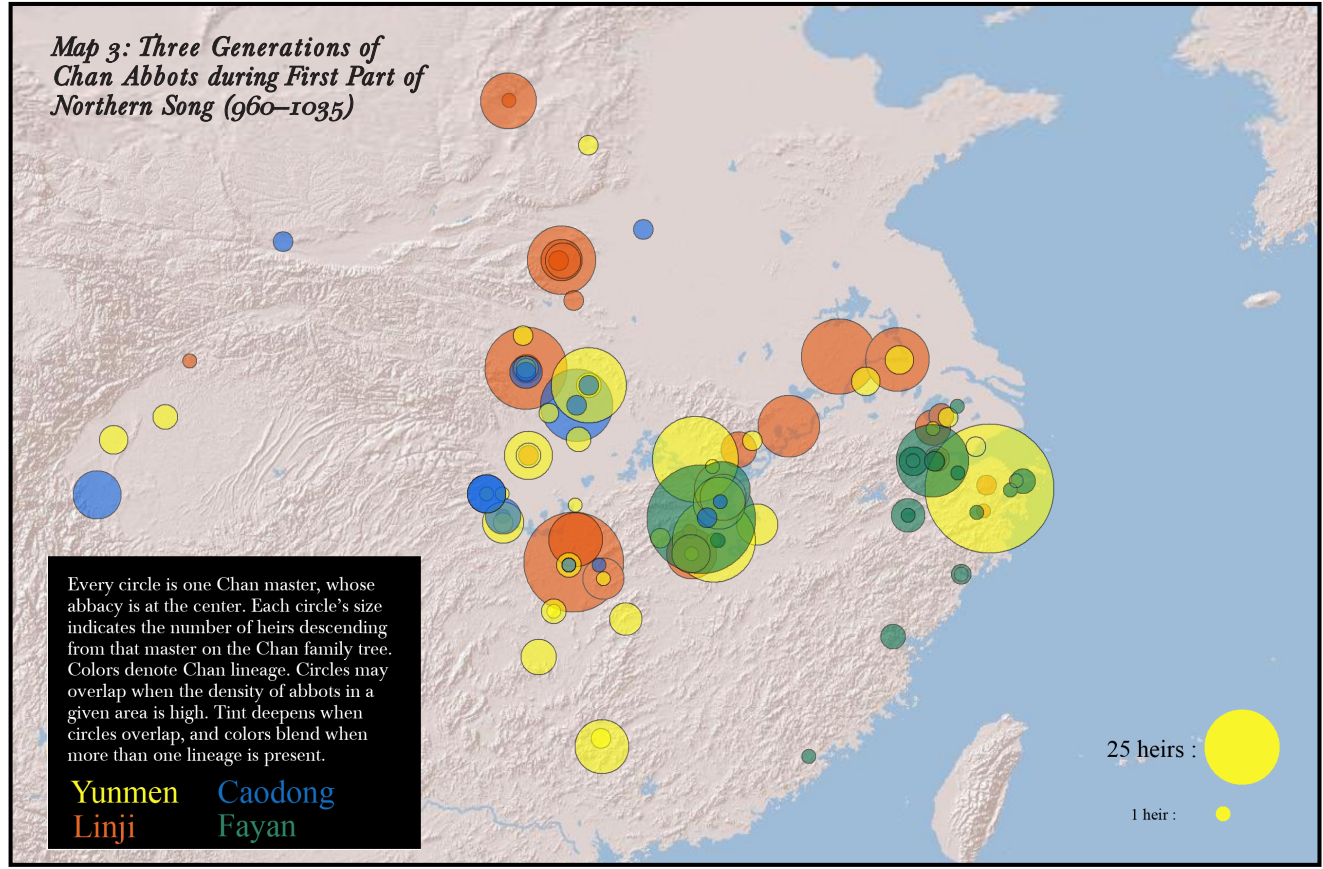 Map 3: Three Generations of
Chan Abbots during First Part of
Northern Song (960–1035)
Every circle is one Chan master, whose
abbacy is at the center. Each circle’s size
indicates the number of heirs descending
from that master on the Chan family tree.
Colors denote Chan lineage. Circles may
overlap when the density of abbots in a
given area is high. Tint deepens when
circles overlap, and colors blend when
more than one lineage is present.
Yunmen Caodong
Linji Fayan
25 heirs :
1 heir :